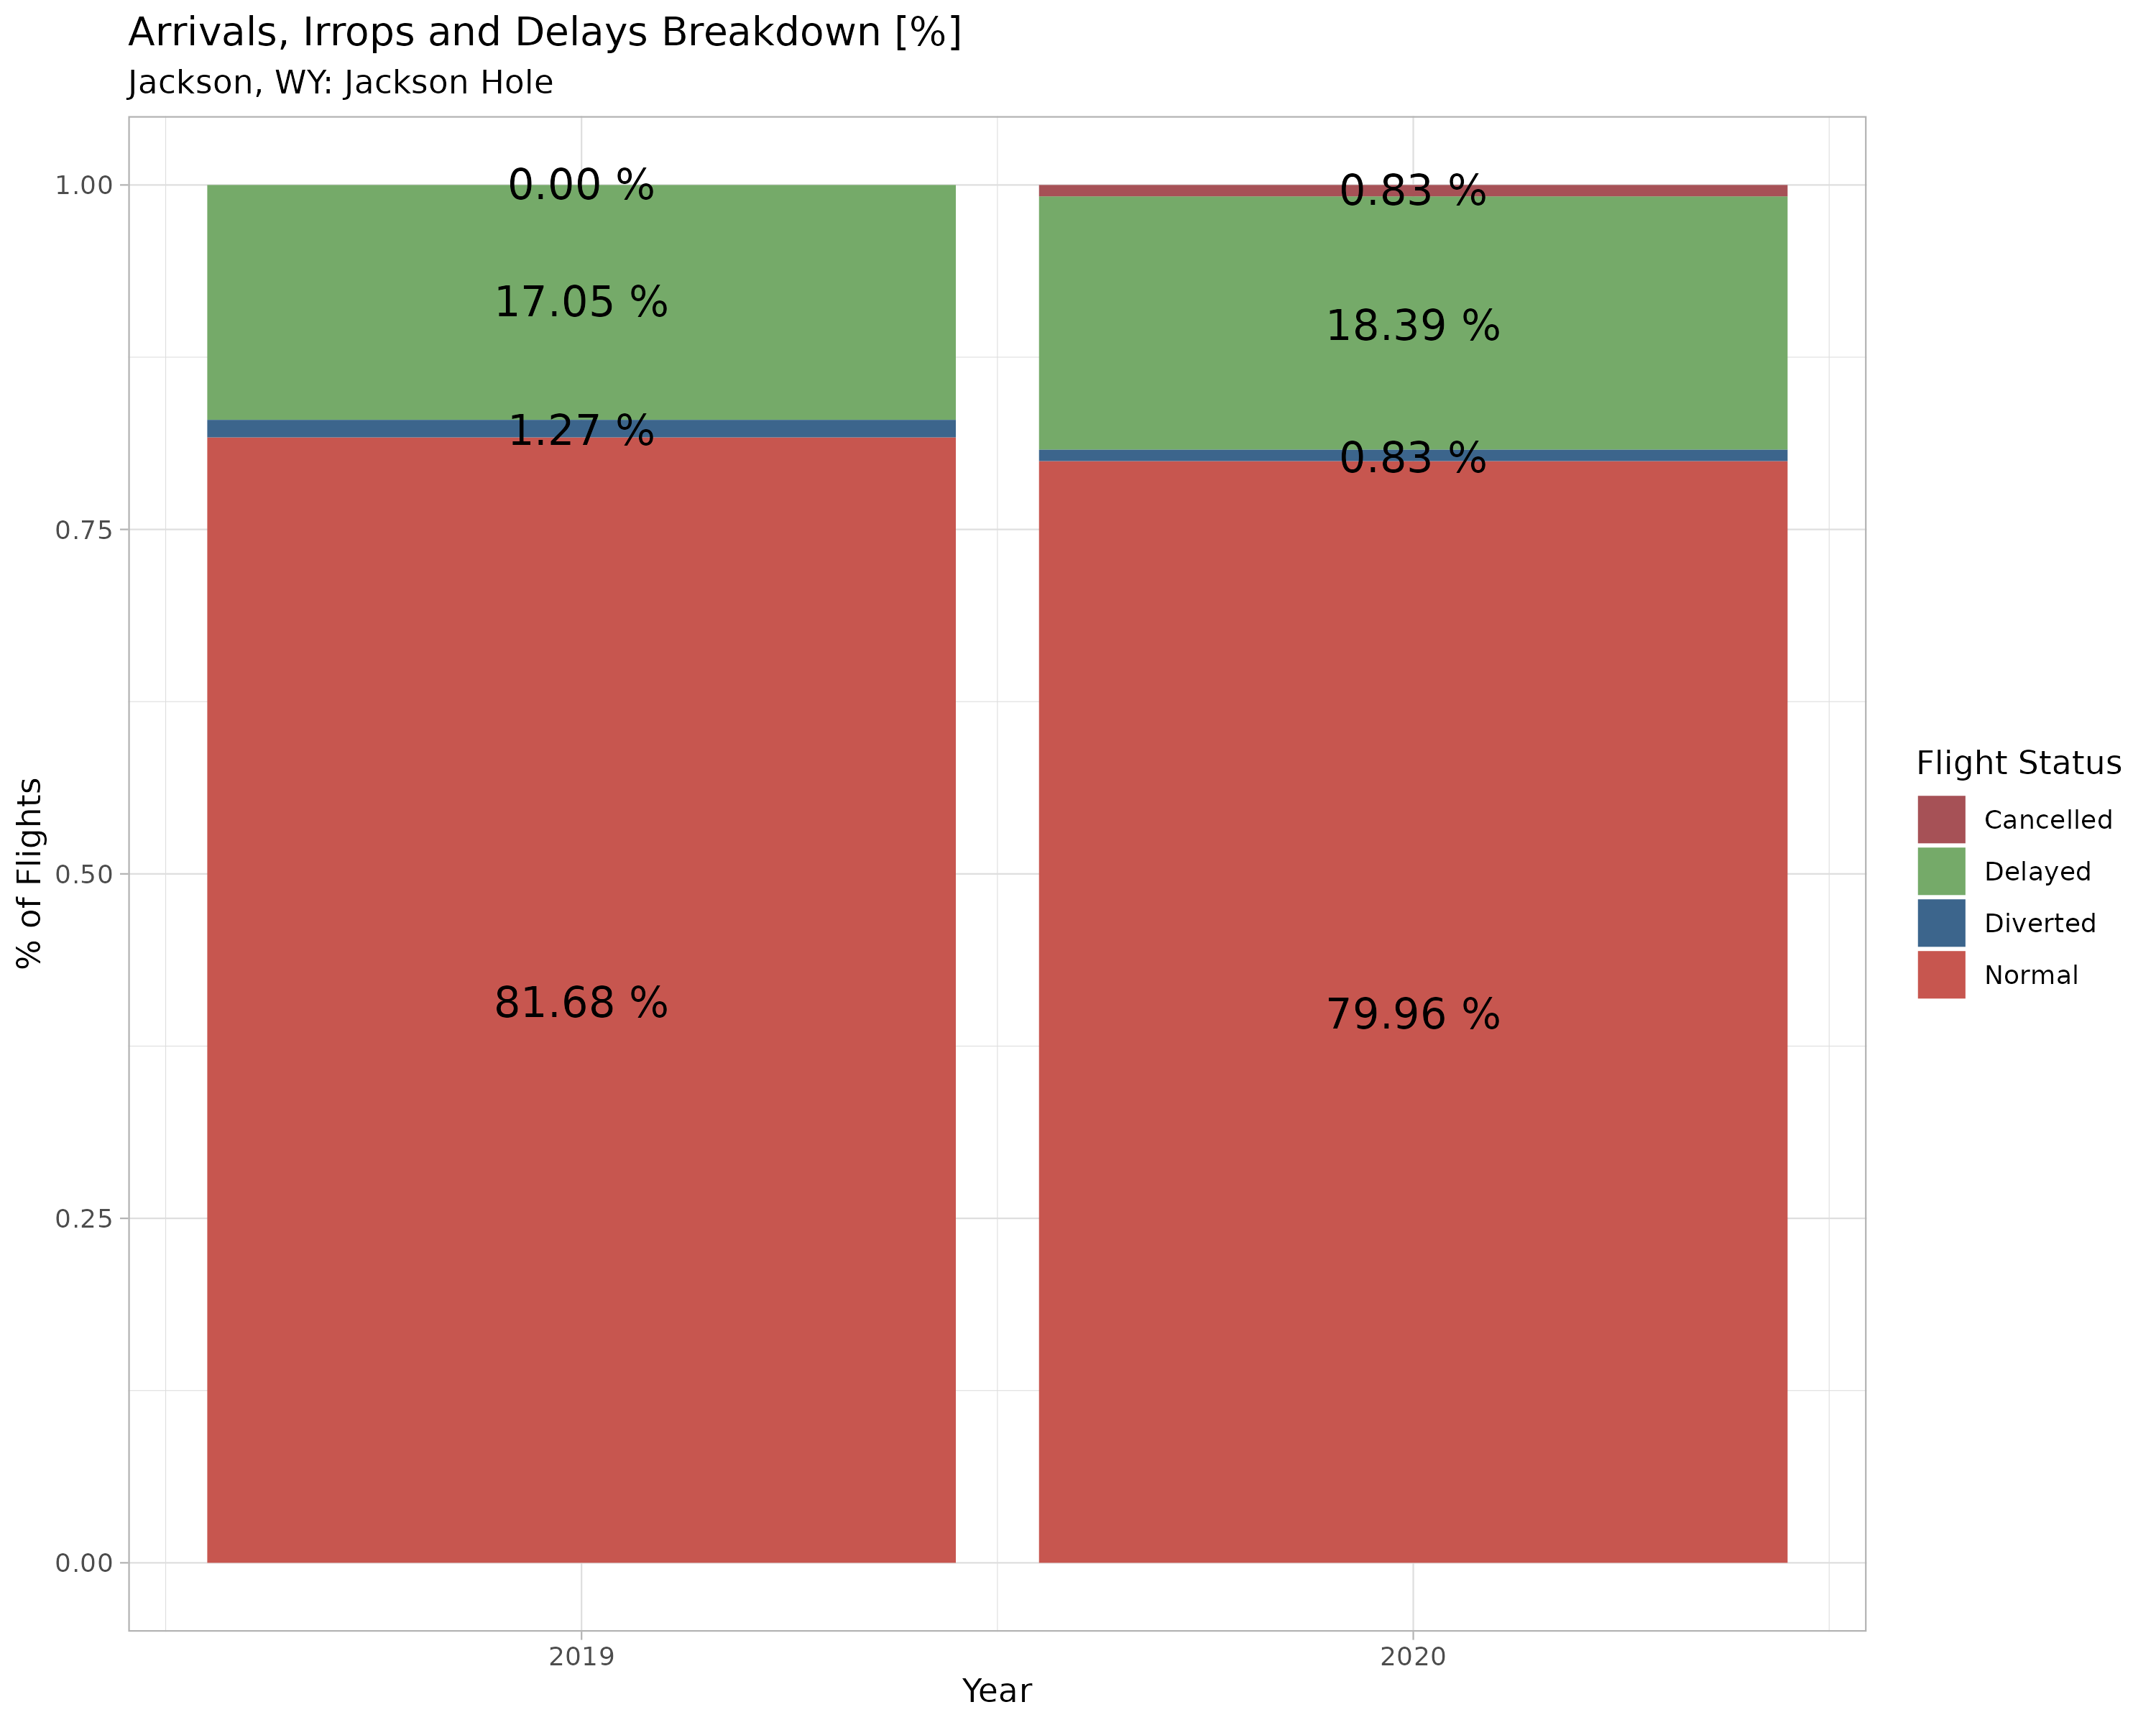 Arrivals, Irrops and Delays Breakdown [%]
Jackson, WY: Jackson Hole
% of Flights
1.00
0.75
0.50
0.25
0.00
0.00 %
17.05 %
1.27 %
81.68 %
0.83 %
18.39 %
0.83 %
79.96 %
2019
2020
Year
Flight Status
Cancelled
Delayed
Diverted
Normal